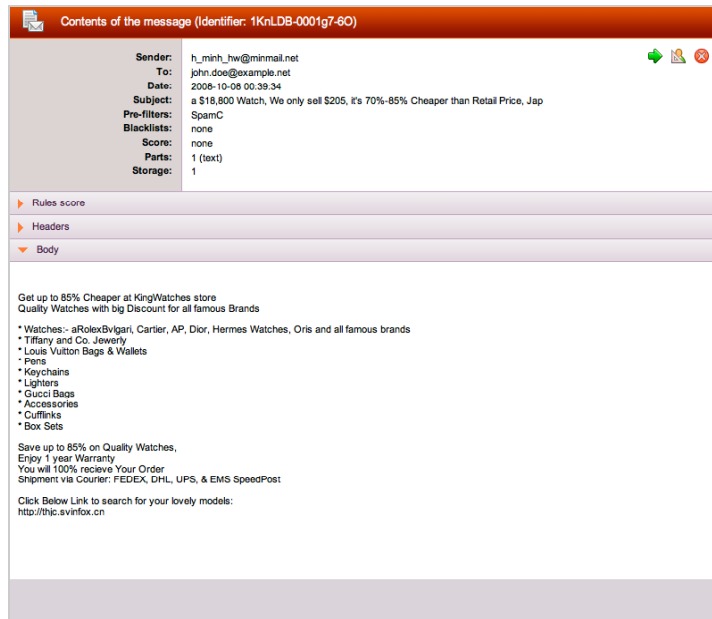 Contents of the message (Identifier: 1KnLDB-0001g7-6O)
Sender: h_minh_hw@minmail.net
To: john.doe@example.net
Date: 2008-10-08 00:39:34
Subject: a $18,800 Watch, We only sell $205, it's 70%-85% Cheaper than Retail Price, Jap
Pre-filters: SpamC
Blacklists: none
Score: none
Parts: 1 (text)
Storage: 1
Rules score
Headers
Body
Get up to 85% Cheaper at KingWatches store
Quality Watches with big Discount for all famous Brands
* Watches:- aRolexBvlgari, Cartier, AP, Dior, Hermes Watches, Oris and all famous brands
* Tiffany and Co. Jewerly
* Louis Vuitton Bags & Wallets
* Pens
* Keychains
* Lighters
* Gucci Bags
* Accessories
* Cufflinks
* Box Sets
Save up to 85% on Quality Watches,
Enjoy 1 year Warranty
You will 100% recieve Your Order
Shipment via Courier: FEDEX, DHL, UPS, & EMS SpeedPost
Click Below Link to search for your lovely models:
http://thjc.svinfox.cn